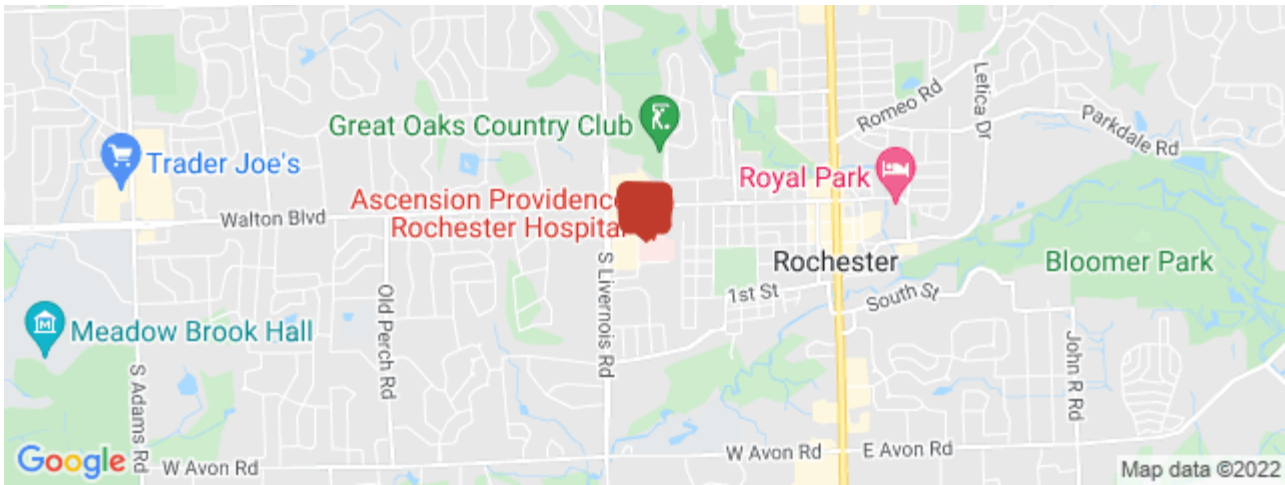 Great Oaks Country Club
Romeo Rd
Letica Dr
Parkdale Rd
Trader Joe's
Royal Park
Ascension Providence
Rochester Hospital
Walton Blvd
S Livernois Rd
Rochester
Bloomer Park
1st St
South St
Old Perch Rd
Meadow Brook Hall
John R Rd
S Adams Rd
W Avon Rd
W Avon Rd
E Avon Rd
Google
Map data ©2022